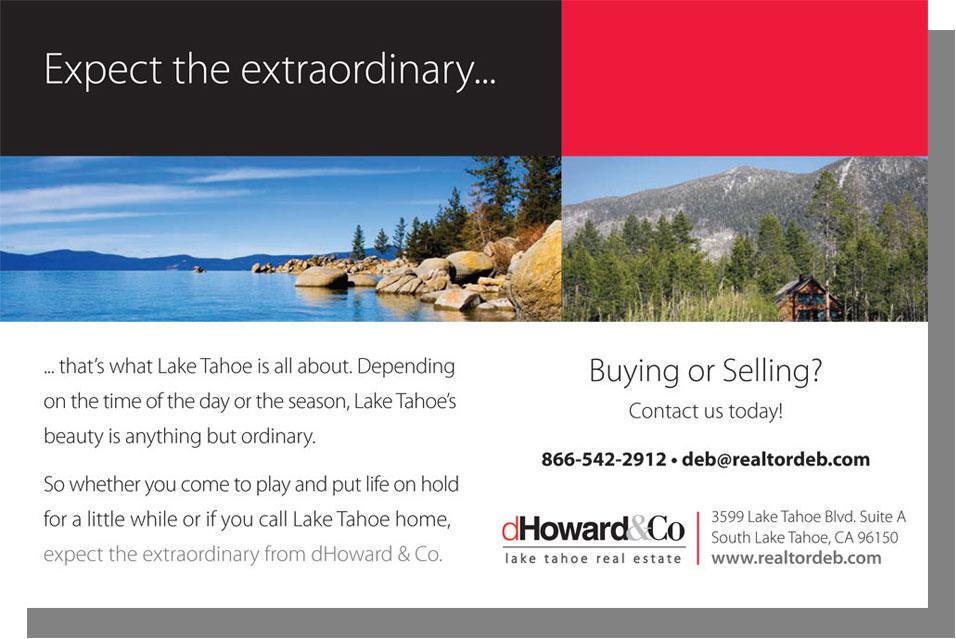 Expect the extraordinary...
... that's what Lake Tahoe is all about. Depending
on the time of the day or the season, Lake Tahoe's
beauty is anything but ordinary.
So whether you come to play and put life on hold
for a little while or if you call Lake Tahoe home,
expect the extraordinary from dHoward & Co.
Buying or Selling?
Contact us today!
866-542-2912 • deb@realtordeb.com
dHoward&Co
lake tahoe real estate
3599 Lake Tahoe Blvd. Suite A
South Lake Tahoe, CA 96150
www.realtordeb.com